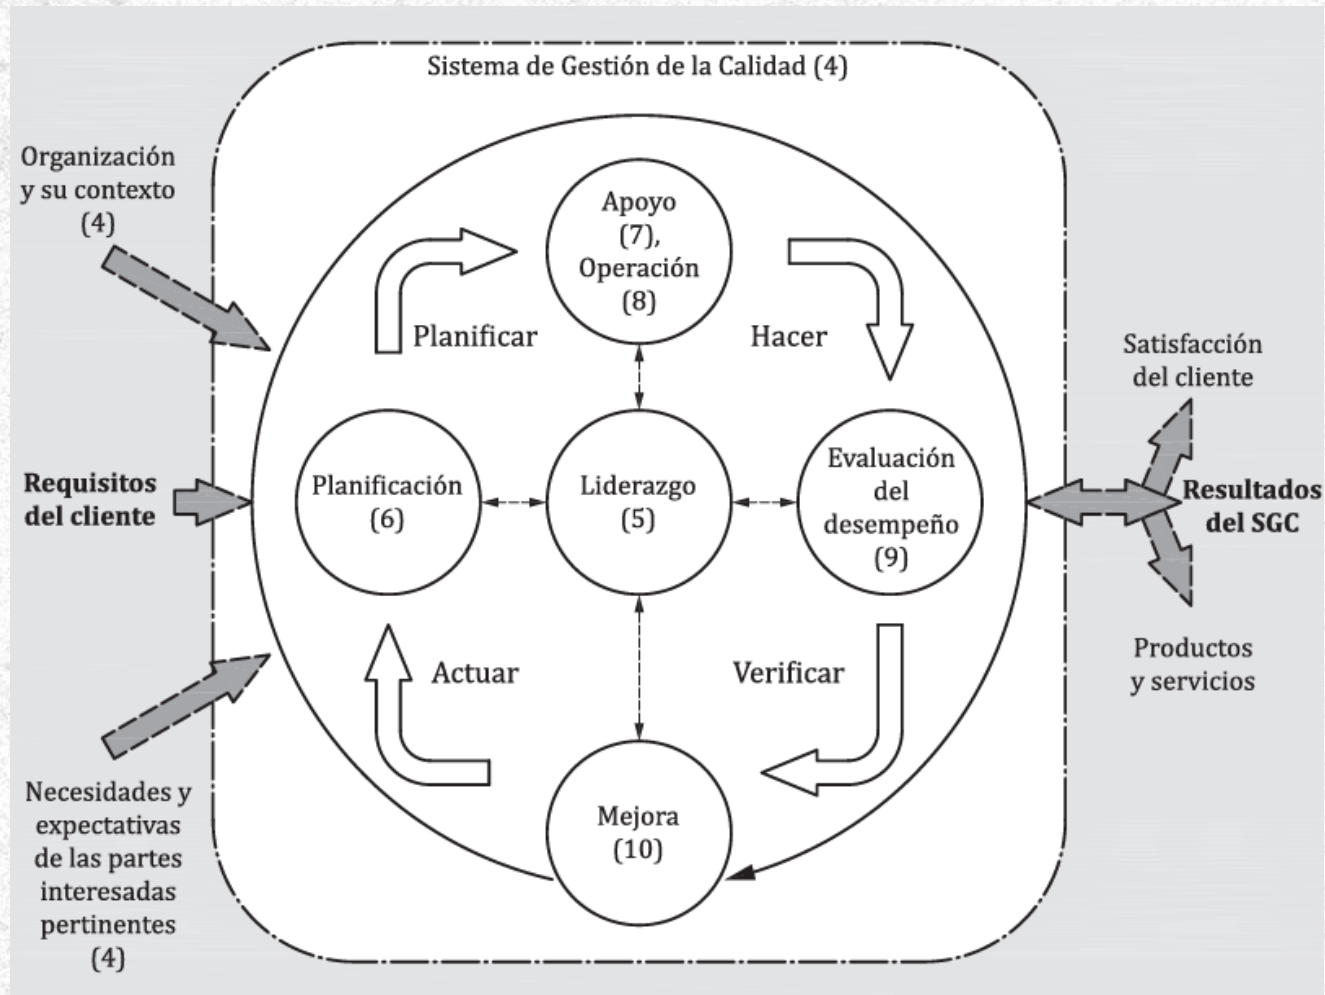 Sistema de Gestión de la Calidad (4)
Organización
y su contexto
(4)
Apoyo
(7),
Operación
(8)
Planificar
Hacer
Satisfacción
del cliente
Requisitos
del cliente
Planificación
(6)
Liderazgo
(5)
Evaluación
del
desempeño
(9)
Resultados
del SGC
Actuar
Verificar
Productos
y servicios
Necesidades y
expectativas
de las partes
interesadas
pertinentes
(4)
Mejora
(10)